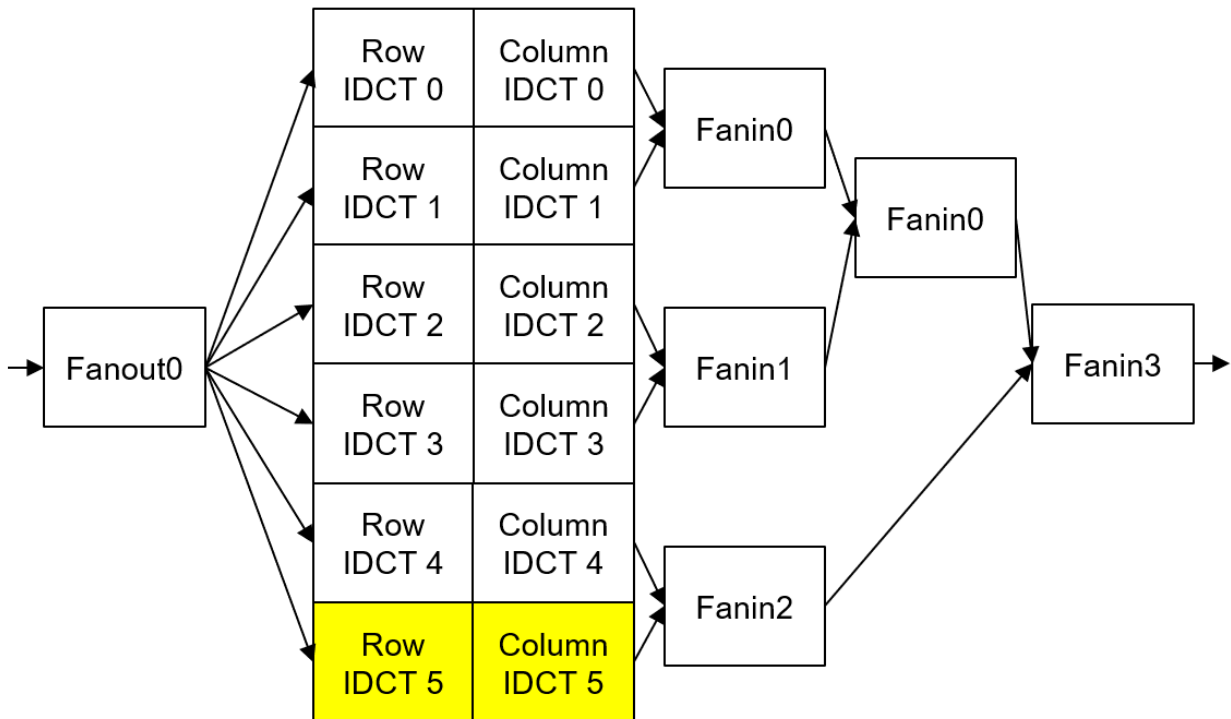 Row
IDCT 0
Column
IDCT 0
Fanin0
Row
IDCT 1
Column
IDCT 1
Fanin0
Row
IDCT 2
Column
IDCT 2
Fanout0
Fanin1
Fanin3
Row
IDCT 3
Column
IDCT 3
Row
IDCT 4
Column
IDCT 4
Fanin2
Row
IDCT 5
Column
IDCT 5